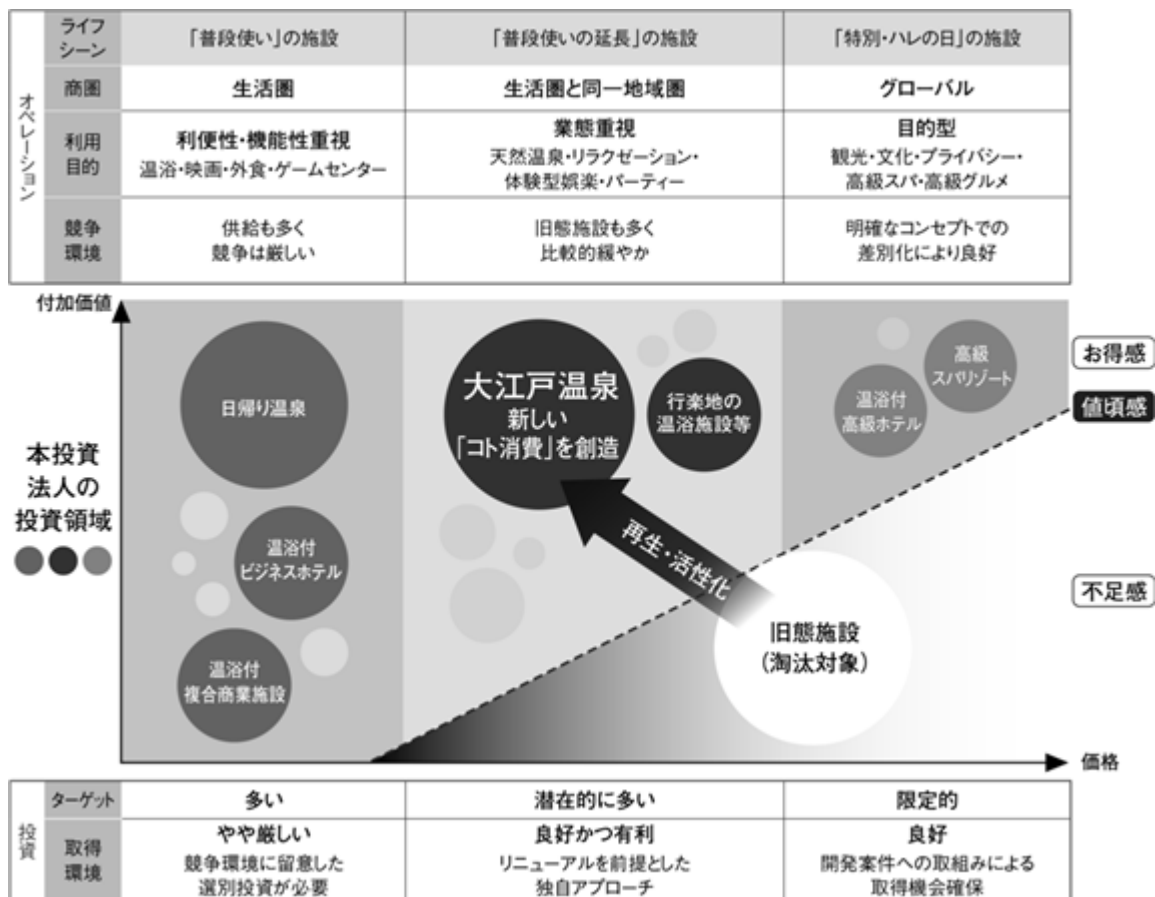 オペレーション
ライフ
シーン
「普段使い」の施設
「普段使いの延長」の施設
「特別・ハレの日」の施設
商圏
生活圏
生活圏と同一地域圏
グローバル
利用
目的
利便性・機能性重視
温浴・映画・外食・ゲームセンター
業態重視
天然温泉・リラクゼーション・
体験型娯楽・パーティー
目的型
観光・文化・プライバシー・
高級スパ・高級グルメ
競争
環境
供給も多く
競争は厳しい
旧態施設も多く
比較的緩やか
明確なコンセプトでの
差別化により良好
付加価値
日帰り温泉
大江戸温泉
新しい
「コト消費」を創造
行楽地の
温浴施設等
高級
スパリゾート
温浴付
高級ホテル
お得感
値頃感
本投資
法人の
投資領域
温浴付
ビジネスホテル
再生・活性化
不足感
旧態施設
(淘汰対象)
温浴付
複合商業施設
価格
投資
ターゲット
多い
潜在的に多い
限定的
取得
環境
やや厳しい
競争環境に留意した
選別投資が必要
良好かつ有利
リニューアルを前提とした
独自アプローチ
良好
開発案件への取組みによる
取得機会確保